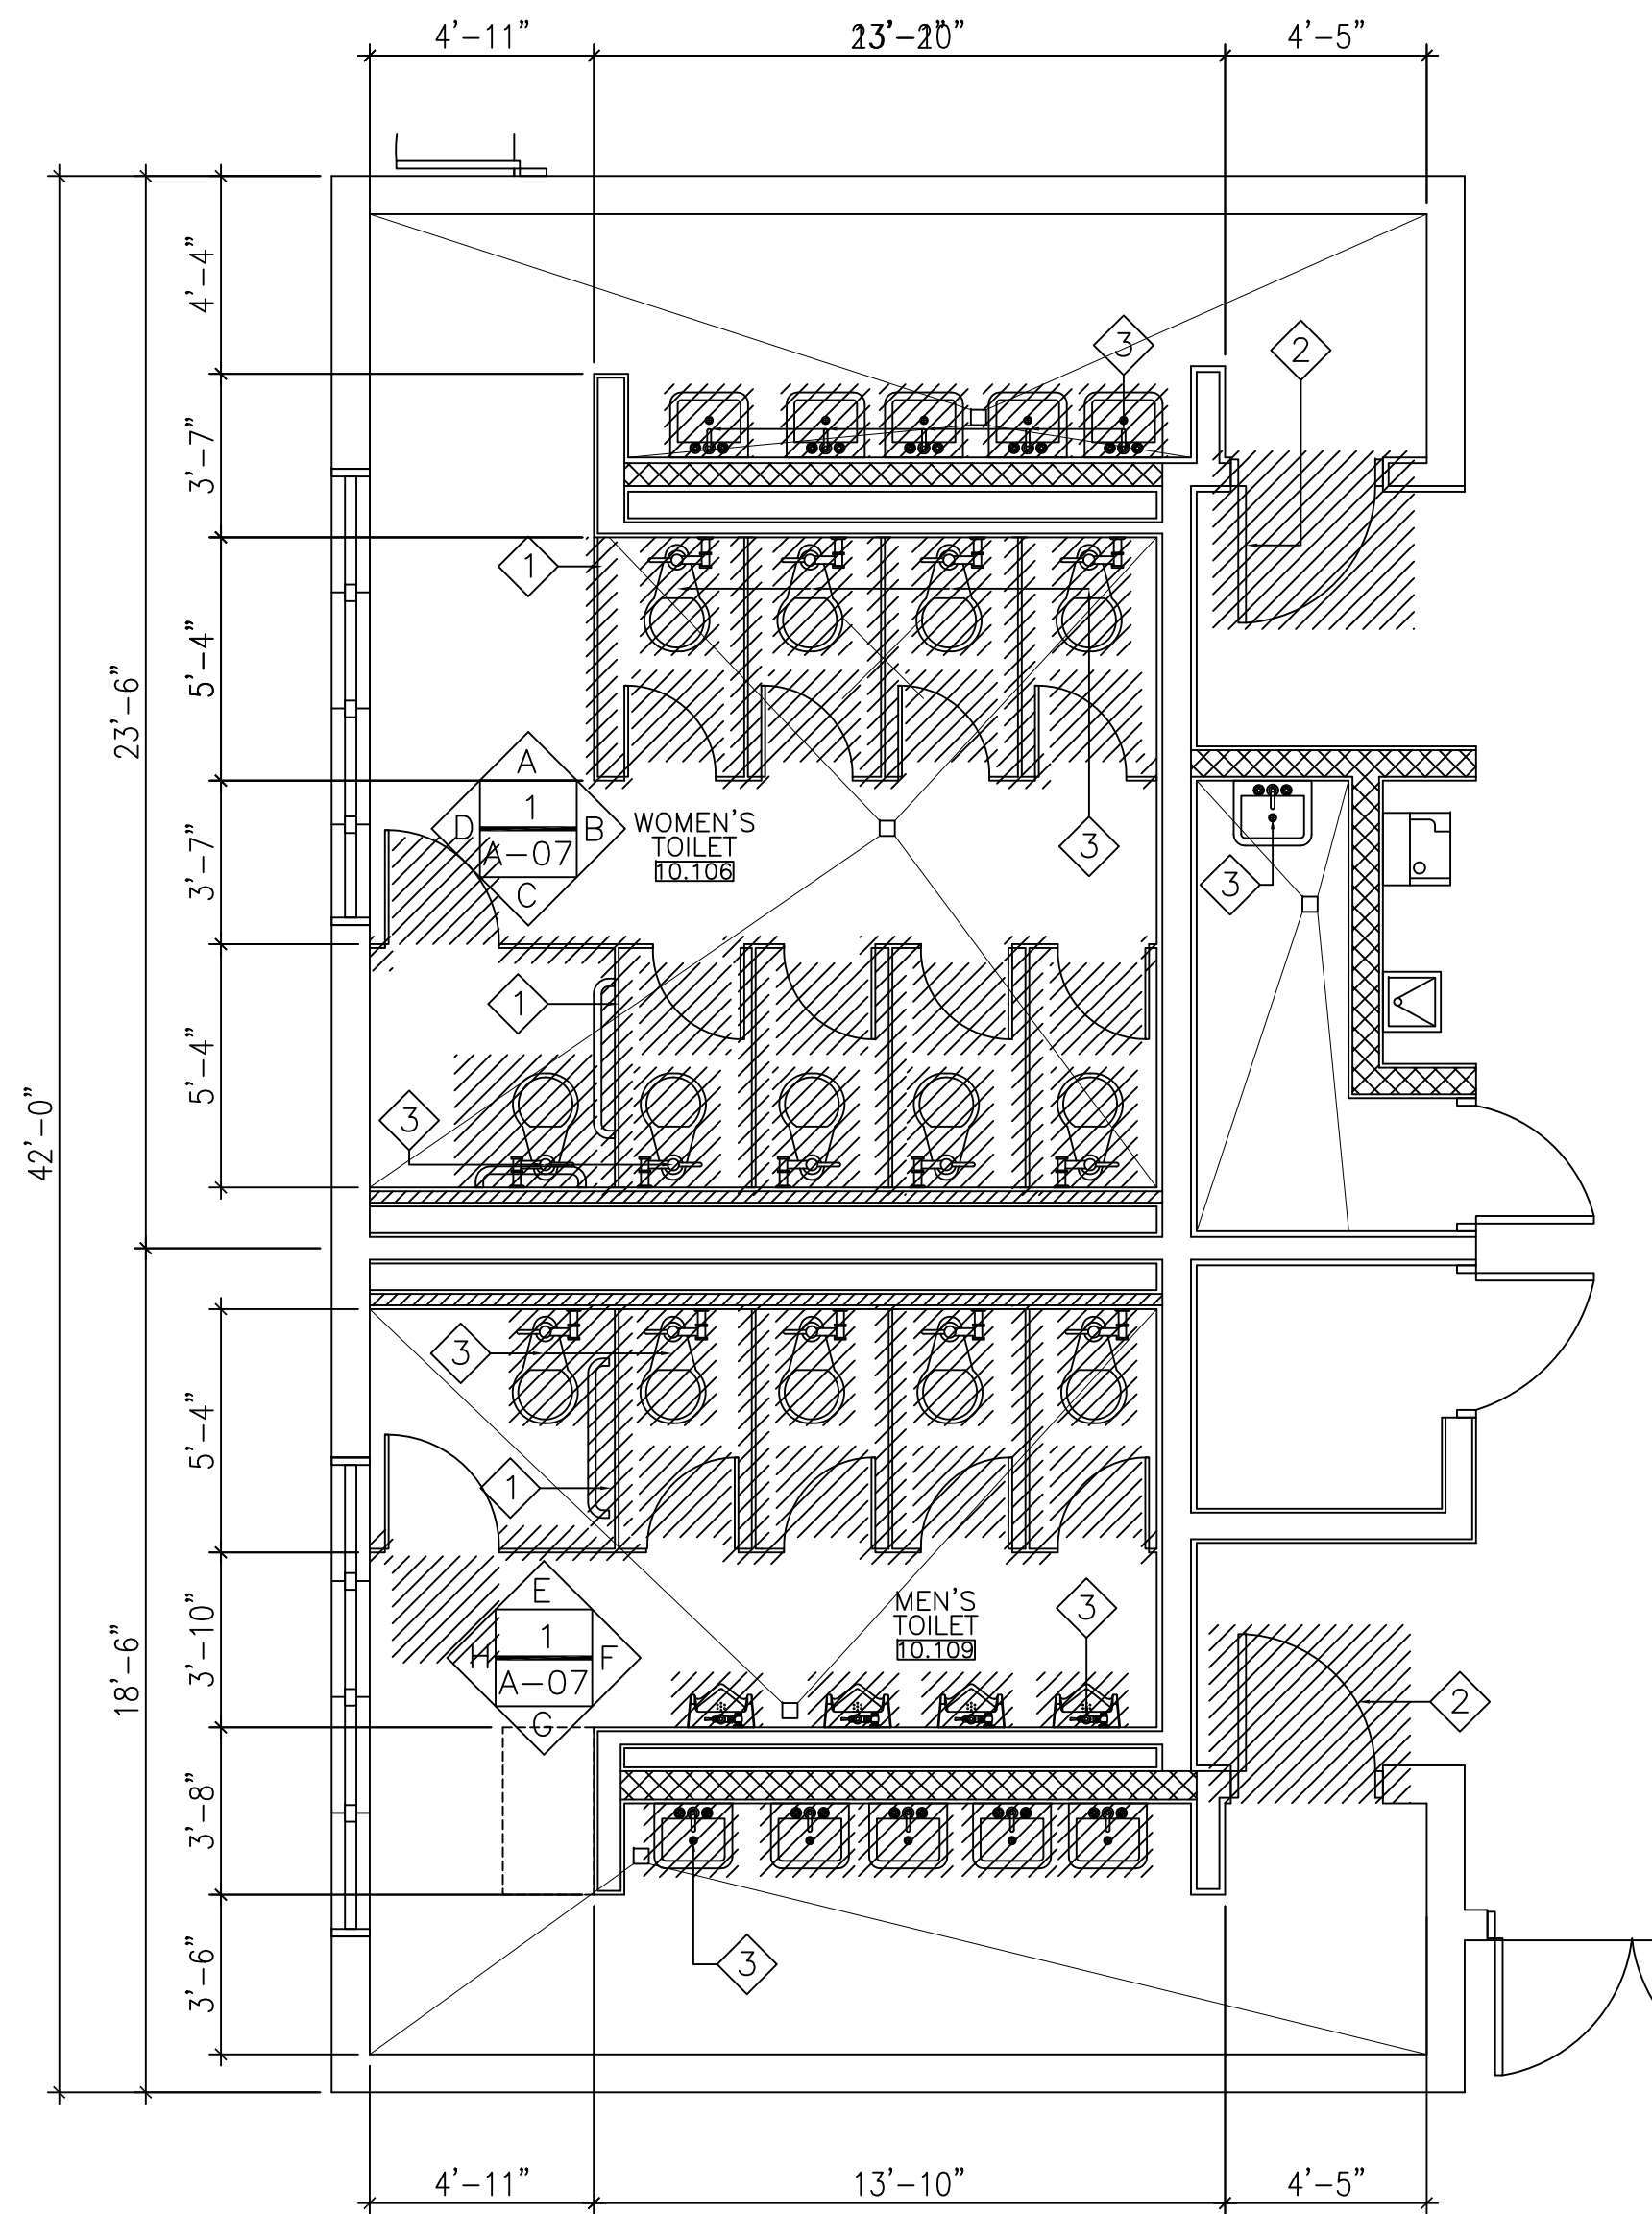 4'-11"
4'-5"
4'-4"
3
2
3'-7"
1
5'-4"
23'-6"
A
D
1
B
A-07
C
WOMEN'S
TOILET
10.106
3
3
3'-7"
1
5'-4"
3
42'-0"
3
5'-4"
1
3'-10"
E
H
1
F
A-07
G
MEN'S
TOILET
10.109
3
18'-6"
2
3'-8"
3
3'-6"
4'-11"
13'-10"
4'-5"